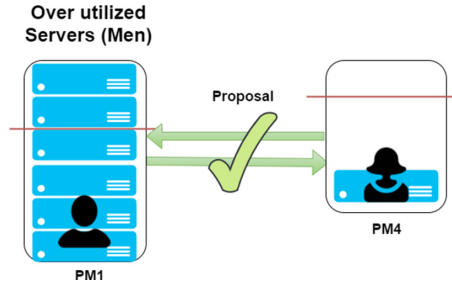 Over utilized
Servers (Men)
Proposal
PM4
PM1